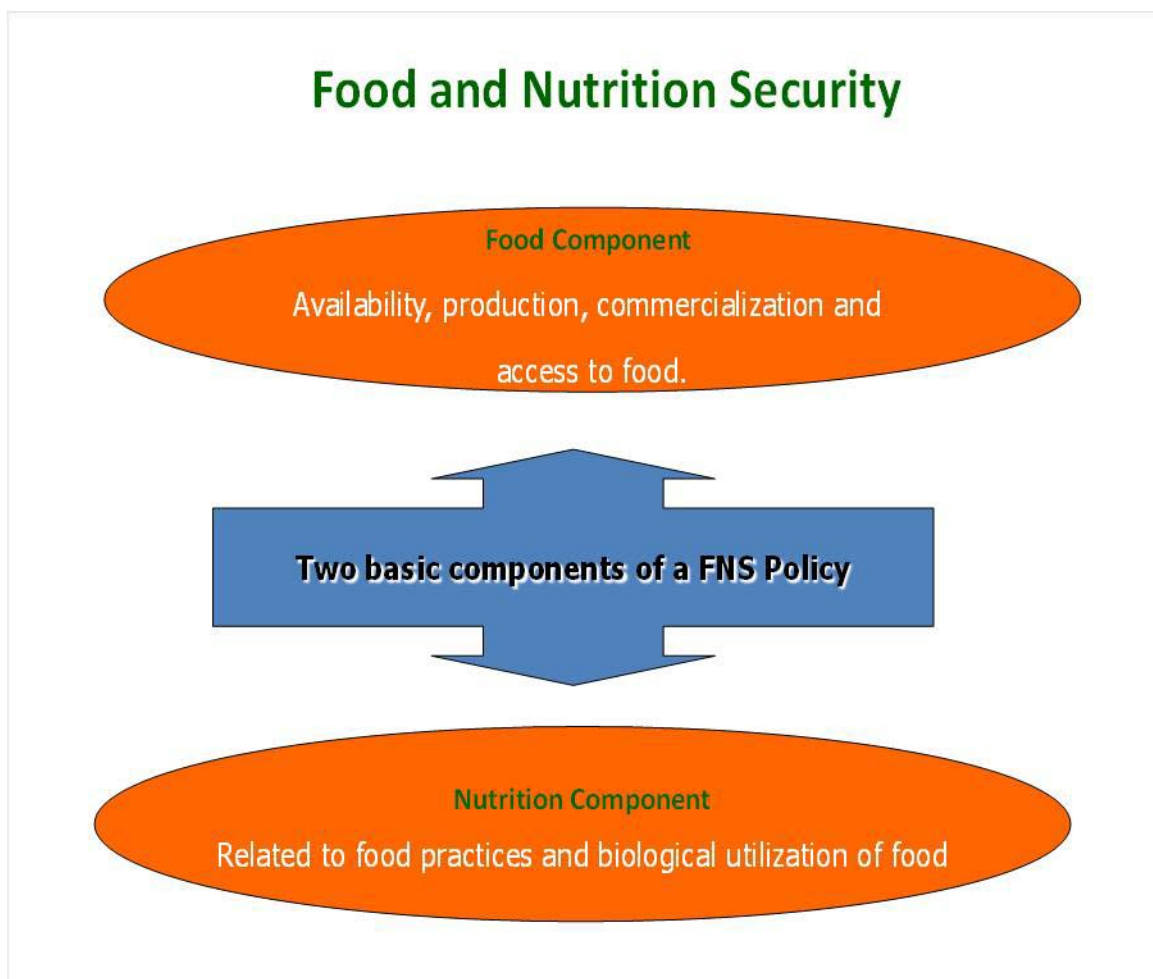 Food and Nutrition Security
Food Component
Availability, production, commercialization and
access to food.
Two basic components of a FNS Policy
Nutrition Component
Related to food practices and biological utilization of food